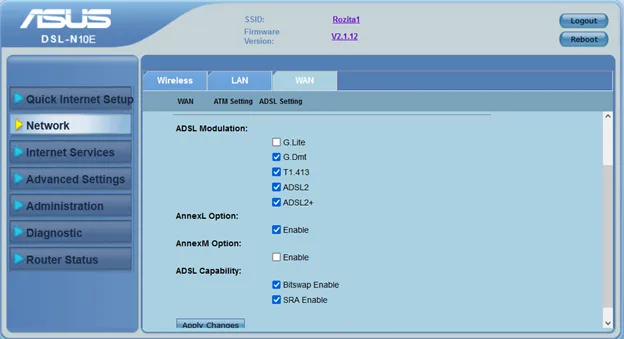 ASUS
DSL-N10E
SSID: Rozita1
Firmware Version: V2.1.12
Logout
Reboot
Quick Internet Setup
Network
Internet Services
Advanced Settings
Administration
Diagnostic
Router Status
Wireless LAN WAN
WAN ATM Setting ADSL Setting
ADSL Modulation:
G.Lite
G.Dmt
T1.413
ADSL2
ADSL2+
AnnexL Option:
Enable
AnnexM Option:
Enable
ADSL Capability:
Bitswap Enable
SRA Enable
Apply Changes